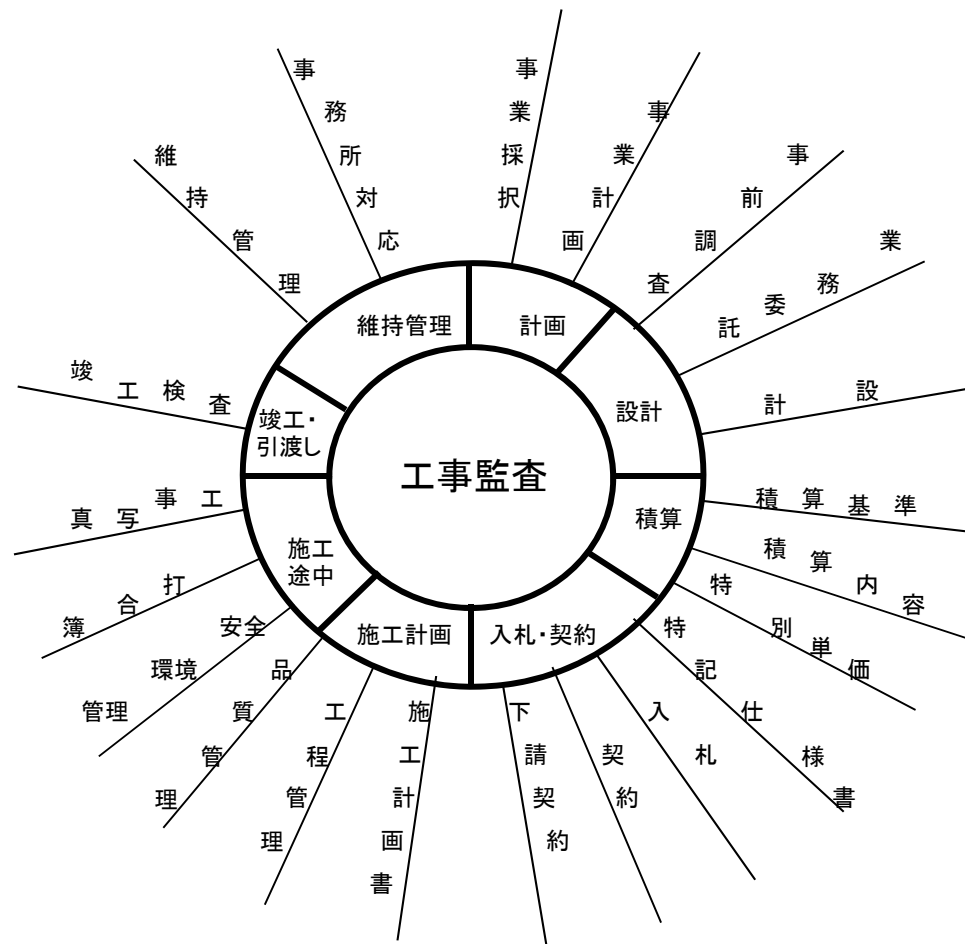 工事監査
計画
設計
積算
入札・契約
施工計画
施工
途中
竣工・
引渡し
維持管理
事業採択
事業計画
事前調査
業務委託
設計
積算基準
積算内容
特別単価
特記仕様書
入札
契約
下請契約
施工計画書
工程管理
品質管理
安全
環境
管理
打合簿
工事写真
竣工検査
維持管理
事務所対応